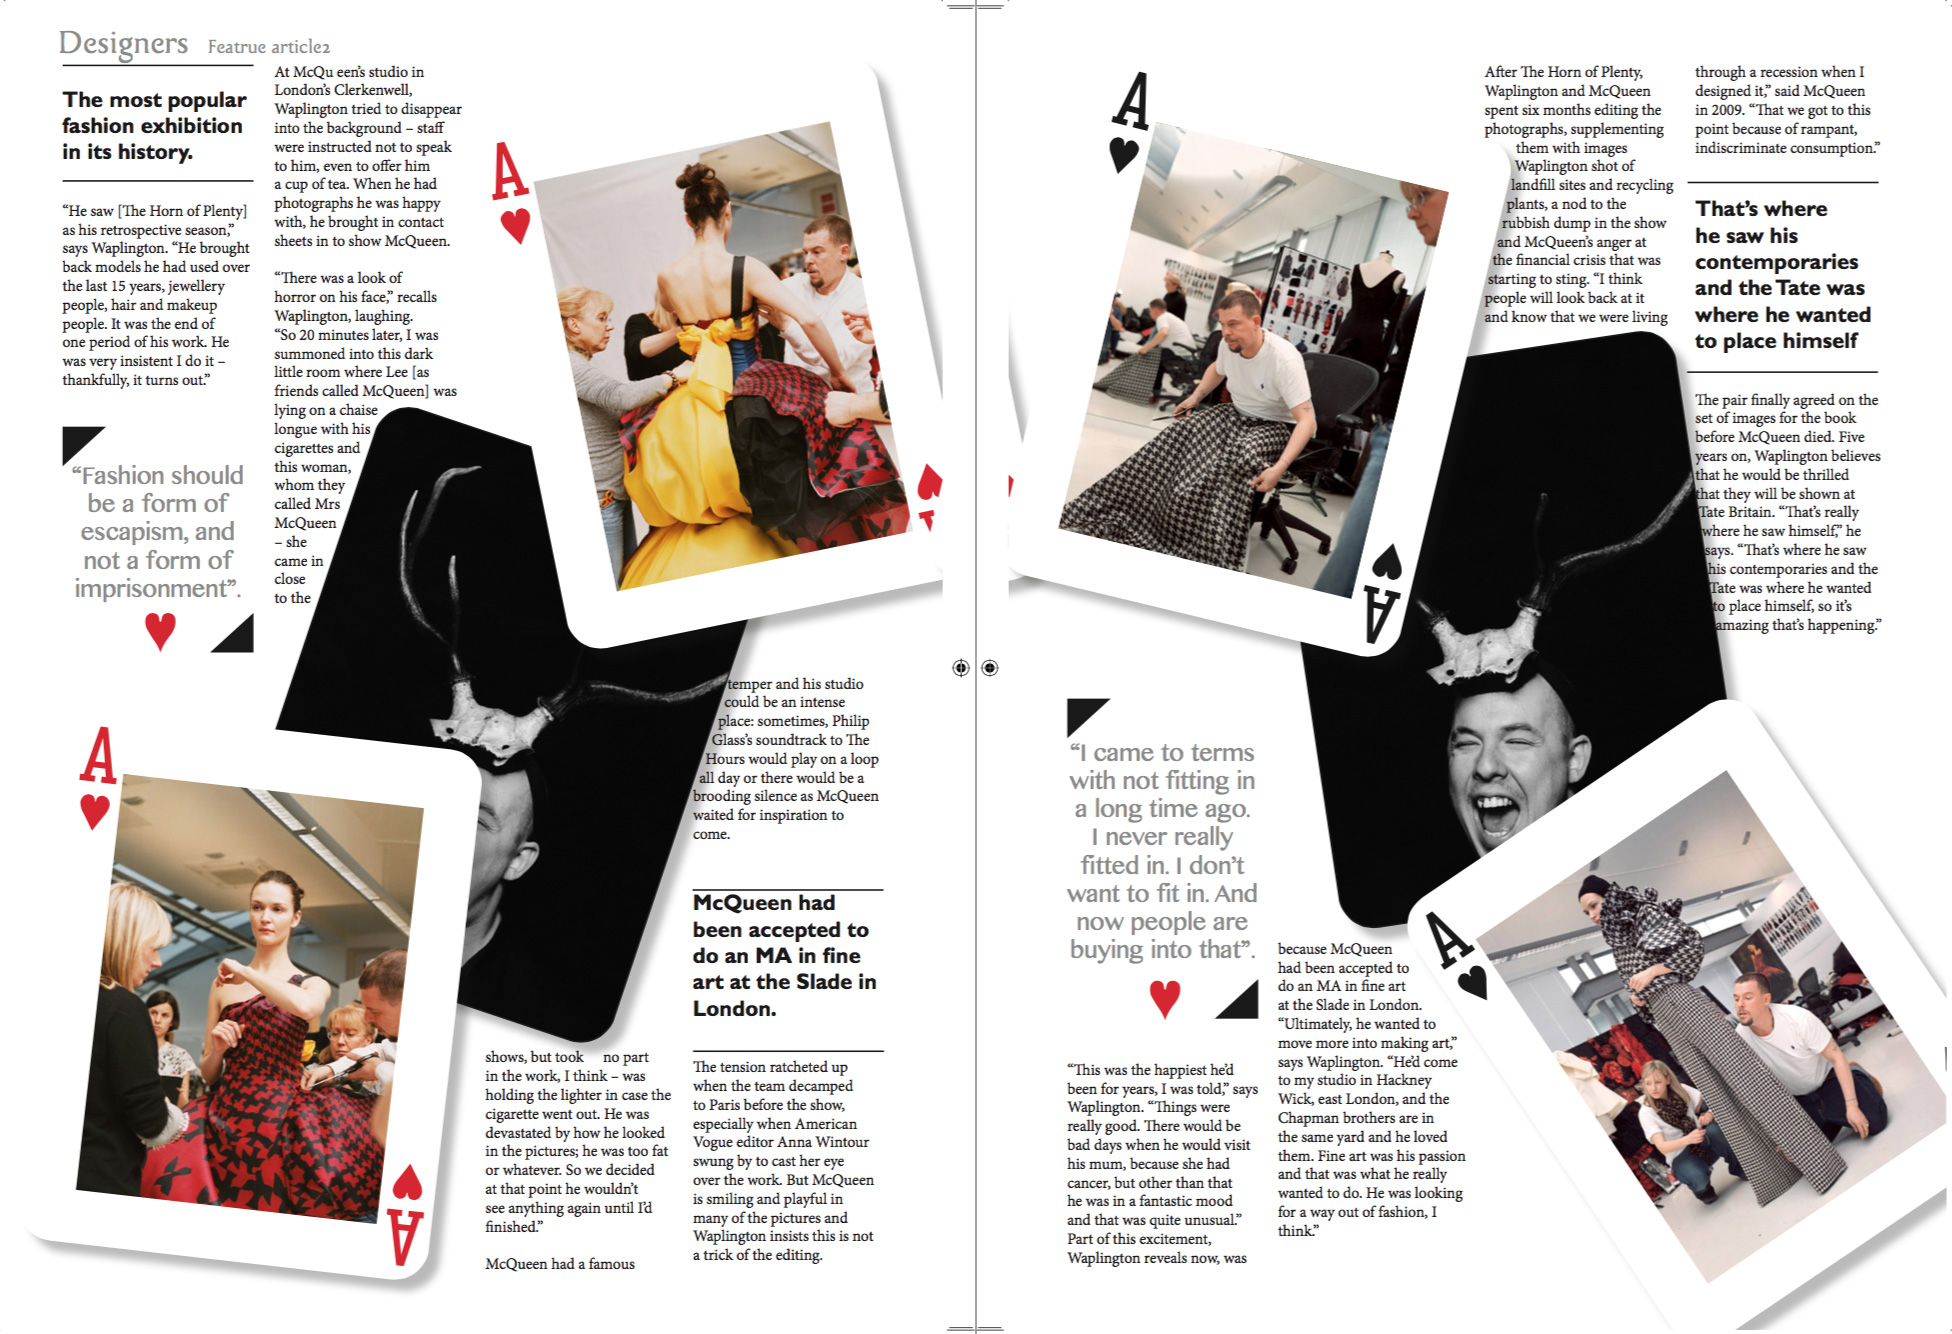 Designers Featrue article2
The most popular
fashion exhibition
in its history.
“He saw [The Horn of Plenty]
as his retrospective season,”
says Waplington. “He brought
back models he had used over
the last 15 years, jewellery
people, hair and makeup
people. It was the end of
one period of his work. He
was very insistent I do it –
thankfully, it turns out.”
“Fashion should
be a form of
escapism, and
not a form of
imprisonment”.
A
A
At McQu een’s studio in
London’s Clerkenwell,
Waplington tried to disappear
into the background – staff
were instructed not to speak
to him, even to offer him
a cup of tea. When he had
photographs he was happy
with, he brought in contact
sheets in to show McQueen.
“There was a look of
horror on his face,” recalls
Waplington, laughing.
“So 20 minutes later, I was
summoned into this dark
little room where Lee [as
friends called McQueen] was
lying on a chaise
longue with his
cigarettes and
this woman,
whom they
called Mrs
McQueen
– she
came in
close
to the
shows, but took no part
in the work, I think – was
holding the lighter in case the
cigarette went out. He was
devastated by how he looked
in the pictures; he was too fat
or whatever. So we decided
at that point he wouldn’t
see anything again until I’d
finished.”
McQueen had a famous
A
A
temper and his studio
could be an intense
place: sometimes, Philip
Glass’s soundtrack to The
Hours would play on a loop
all day or there would be a
brooding silence as McQueen
waited for inspiration to
come.
McQueen had
been accepted to
do an MA in fine
art at the Slade in
London.
The tension ratcheted up
when the team decamped
to Paris before the show,
especially when American
Vogue editor Anna Wintour
swung by to cast her eye
over the work. But McQueen
is smiling and playful in
many of the pictures and
Waplington insists this is not
a trick of the editing.
A
A
“I came to terms
with not fitting in
a long time ago.
I never really
fitted in. I don’t
want to fit in. And
now people are
buying into that”.
“This was the happiest he’d
been for years, I was told,” says
Waplington. “Things were
really good. There would be
bad days when he would visit
his mum, because she had
cancer, but other than that
he was in a fantastic mood
and that was quite unusual.”
Part of this excitement,
Waplington reveals now, was
because McQueen
had been accepted to
do an MA in fine art
at the Slade in London.
“Ultimately, he wanted to
move more into making art,”
says Waplington. “He’d come
to my studio in Hackney
Wick, east London, and the
Chapman brothers are in
the same yard and he loved
them. Fine art was his passion
and that was what he really
wanted to do. He was looking
for a way out of fashion, I
think.”
A
After The Horn of Plenty,
Waplington and McQueen
spent six months editing the
photographs, supplementing
them with images
Waplington shot of
landfill sites and recycling
plants, a nod to the
rubbish dump in the show
and McQueen’s anger at
the financial crisis that was
starting to sting. “I think
people will look back at it
and know that we were living
through a recession when I
designed it,” said McQueen
in 2009. “That we got to this
point because of rampant,
indiscriminate consumption.”
That’s where
he saw his
contemporaries
and the Tate was
where he wanted
to place himself
The pair finally agreed on the
set of images for the book
before McQueen died. Five
years on, Waplington believes
that he would be thrilled
that they will be shown at
Tate Britain. “That’s really
where he saw himself,” he
says. “That’s where he saw
his contemporaries and the
Tate was where he wanted
to place himself, so it’s
amazing that’s happening.”